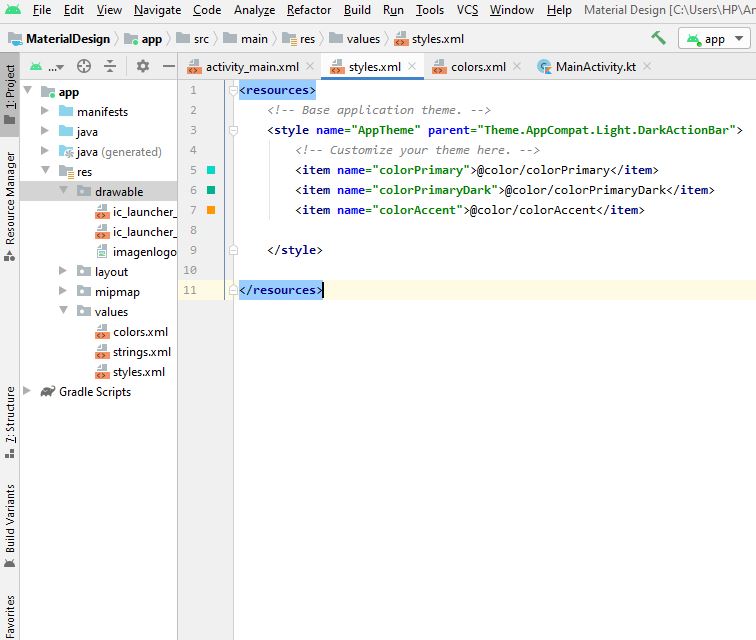 File Edit View Navigate Code Analyze Refactor Build Run Tools VCS Window Help Material Design [C:\Users\HP\An
MaterialDesign app src main res values styles.xml app
... activity_main.xml styles.xml colors.xml MainActivity.kt
1: Project
Resource Manager
7: Structure
Build Variants
Favorites
app
manifests
java
java (generated)
res
drawable
ic_launcher_
ic_launcher_
imagenlogo
layout
mipmap
values
colors.xml
strings.xml
styles.xml
Gradle Scripts
1 <resources>
2 <!-- Base application theme. -->
3 <style name="AppTheme" parent="Theme.AppCompat.Light.DarkActionBar">
4 <!-- Customize your theme here. -->
5 <item name="colorPrimary">@color/colorPrimary</item>
6 <item name="colorPrimaryDark">@color/colorPrimaryDark</item>
7 <item name="colorAccent">@color/colorAccent</item>
8
9 </style>
10
11 </resources>